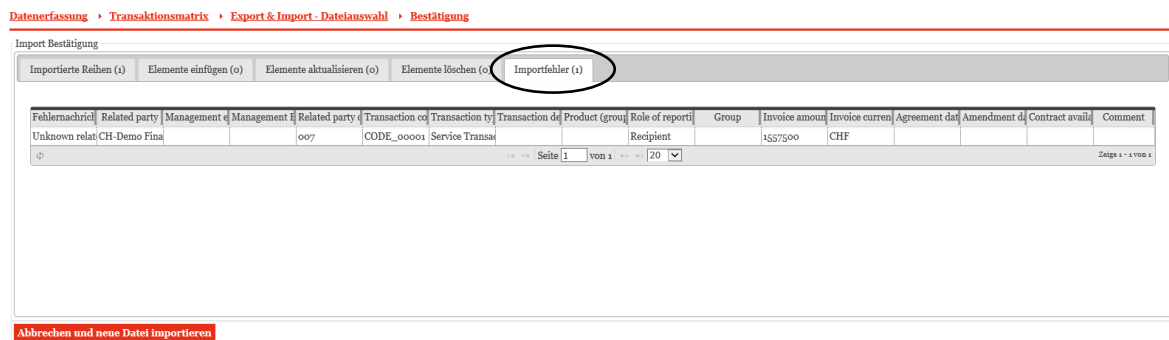 Datenerfassung Transaktionsmatrix Export & Import - Dateiauswahl Bestätigung
Import Bestätigung
Importierte Reihen (1) Elemente einfügen (0) Elemente aktualisieren (0) Elemente löschen (0) Importfehler (1)
Fehlernachrich Related party Management e Management E Related party c Transaction co Transaction ty Transaction de Product (group Role of reporti Group Invoice amoun Invoice curren Agreement dat Amendment da Contract availa Comment
Unknown relat CH-Demo Fina 007 CODE_00001 Service Transac Recipient 1557500 CHF
Seite 1 von 1 20 Zeige 1 - 1 von 1
Abbrechen und neue Datei importieren